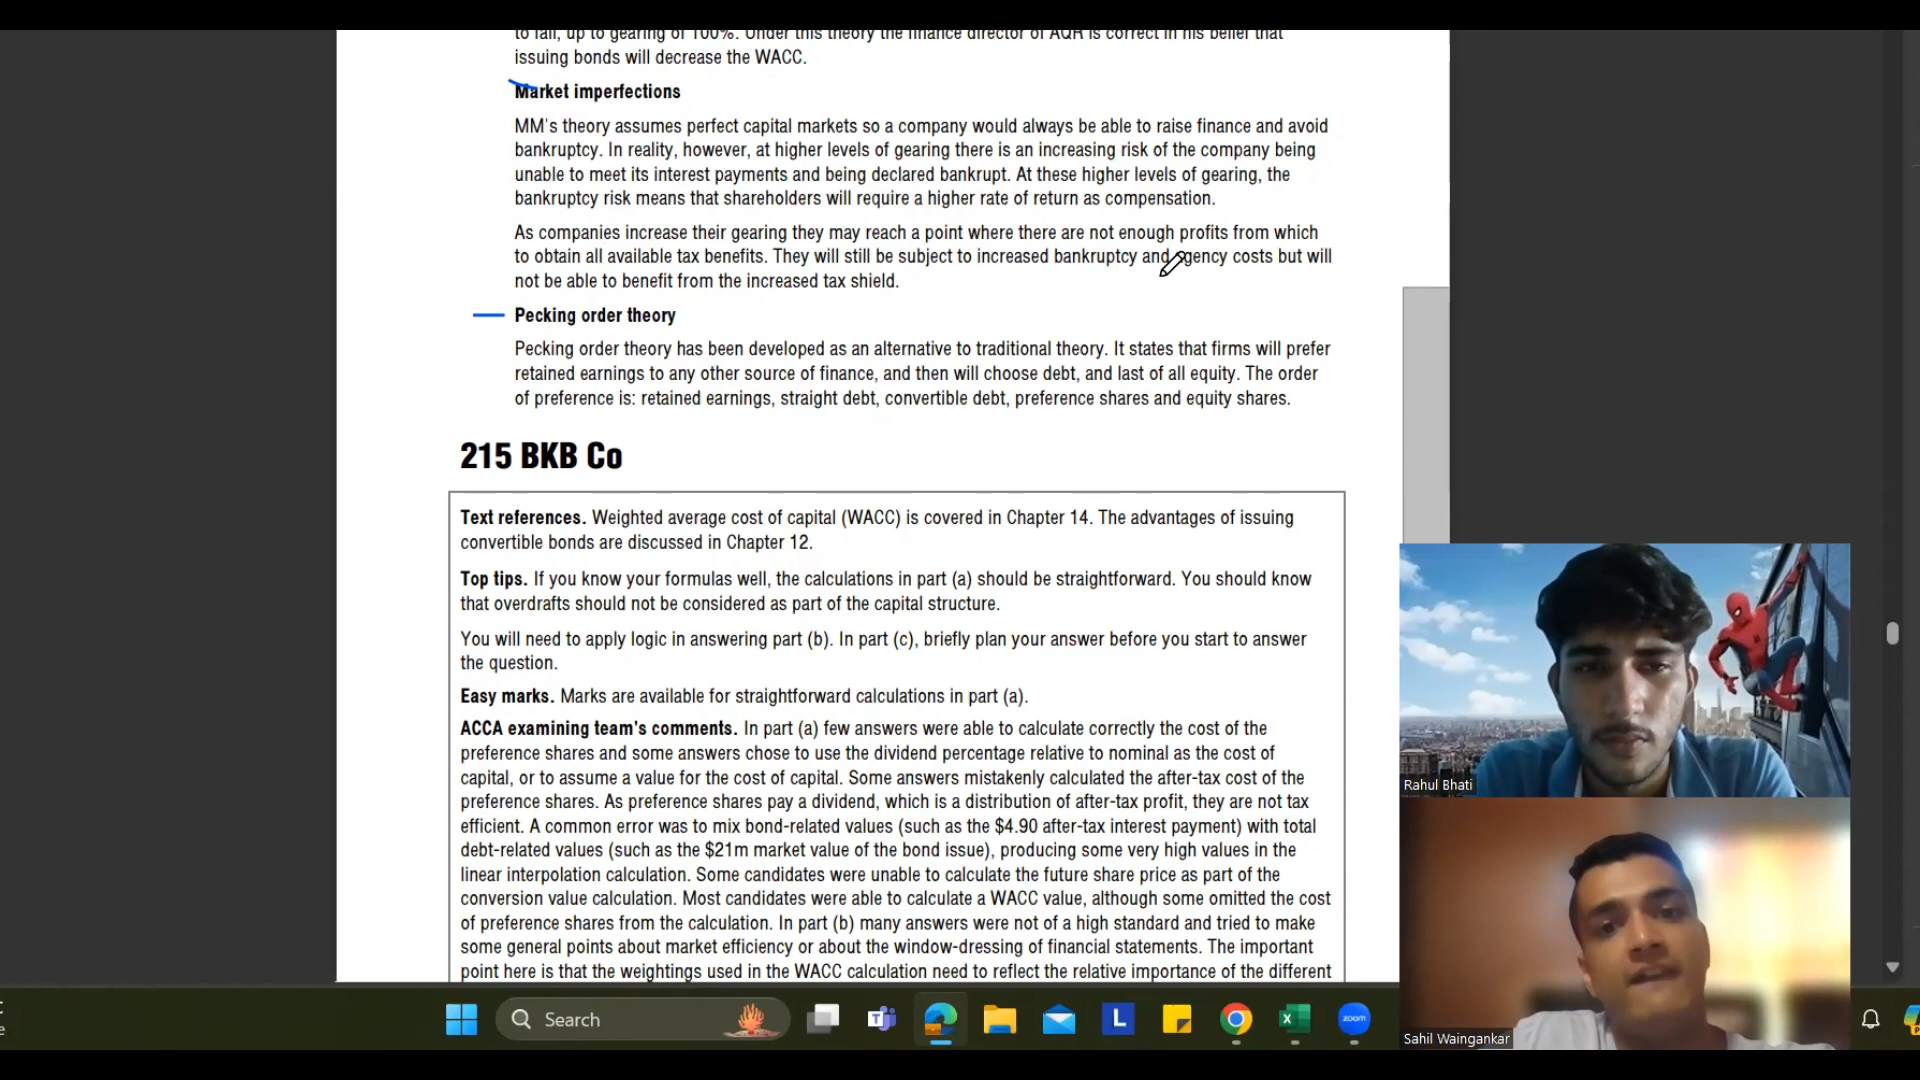 to fall, up to gearing of 100%. Under this theory the finance director of AQR is correct in his belief that
issuing bonds will decrease the WACC.
Market imperfections
MM's theory assumes perfect capital markets so a company would always be able to raise finance and avoid
bankruptcy. In reality, however, at higher levels of gearing there is an increasing risk of the company being
unable to meet its interest payments and being declared bankrupt. At these higher levels of gearing, the
bankruptcy risk means that shareholders will require a higher rate of return as compensation.
As companies increase their gearing they may reach a point where there are not enough profits from which
to obtain all available tax benefits. They will still be subject to increased bankruptcy and agency costs but will
not be able to benefit from the increased tax shield.
Pecking order theory
Pecking order theory has been developed as an alternative to traditional theory. It states that firms will prefer
retained earnings to any other source of finance, and then will choose debt, and last of all equity. The order
of preference is: retained earnings, straight debt, convertible debt, preference shares and equity shares.
215 BKB Co
Text references. Weighted average cost of capital (WACC) is covered in Chapter 14. The advantages of issuing
convertible bonds are discussed in Chapter 12.
Top tips. If you know your formulas well, the calculations in part (a) should be straightforward. You should know
that overdrafts should not be considered as part of the capital structure.
You will need to apply logic in answering part (b). In part (c), briefly plan your answer before you start to answer
the question.
Easy marks. Marks are available for straightforward calculations in part (a).
ACCA examining team's comments. In part (a) few answers were able to calculate correctly the cost of the
preference shares and some answers chose to use the dividend percentage relative to nominal as the cost of
capital, or to assume a value for the cost of capital. Some answers mistakenly calculated the after-tax cost of the
preference shares. As preference shares pay a dividend, which is a distribution of after-tax profit, they are not tax
efficient. A common error was to mix bond-related values (such as the $4.90 after-tax interest payment) with total
debt-related values (such as the $21m market value of the bond issue), producing some very high values in the
linear interpolation calculation. Some candidates were unable to calculate the future share price as part of the
conversion value calculation. Most candidates were able to calculate a WACC value, although some omitted the cost
of preference shares from the calculation. In part (b) many answers were not of a high standard and tried to make
some general points about market efficiency or about the window-dressing of financial statements. The important
point here is that the weightings used in the WACC calculation need to reflect the relative importance of the different
Rahul Bhati
Sahil Waingankar
Search
zoom